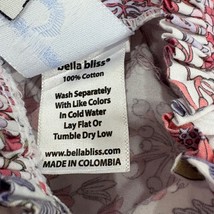 bella bliss®
100% Cotton
Wash Separately
With Like Colors
In Cold Water
Lay Flat Or
Tumble Dry Low
www.bellabliss.com
MADE IN COLOMBIA